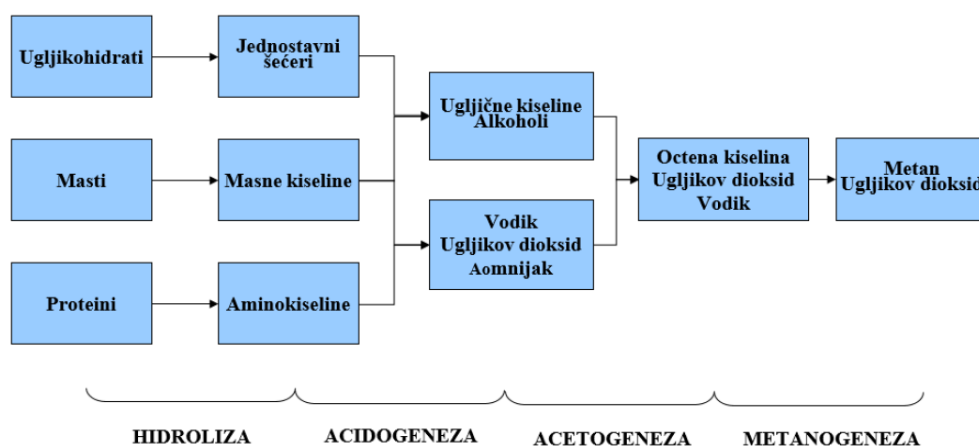 Ugljikohidrati
Jednostavni
šećeri
Masti
Masne kiseline
Proteini
Aminokiseline
Ugljične kiseline
Alkoholi
Vodik
Ugljikov dioksid
Aomnijak
Octena kiselina
Ugljikov dioksid
Vodik
Metan
Ugljikov dioksid
HIDROLIZA
ACIDOGENEZA
ACETOGENEZA
METANOGENEZA